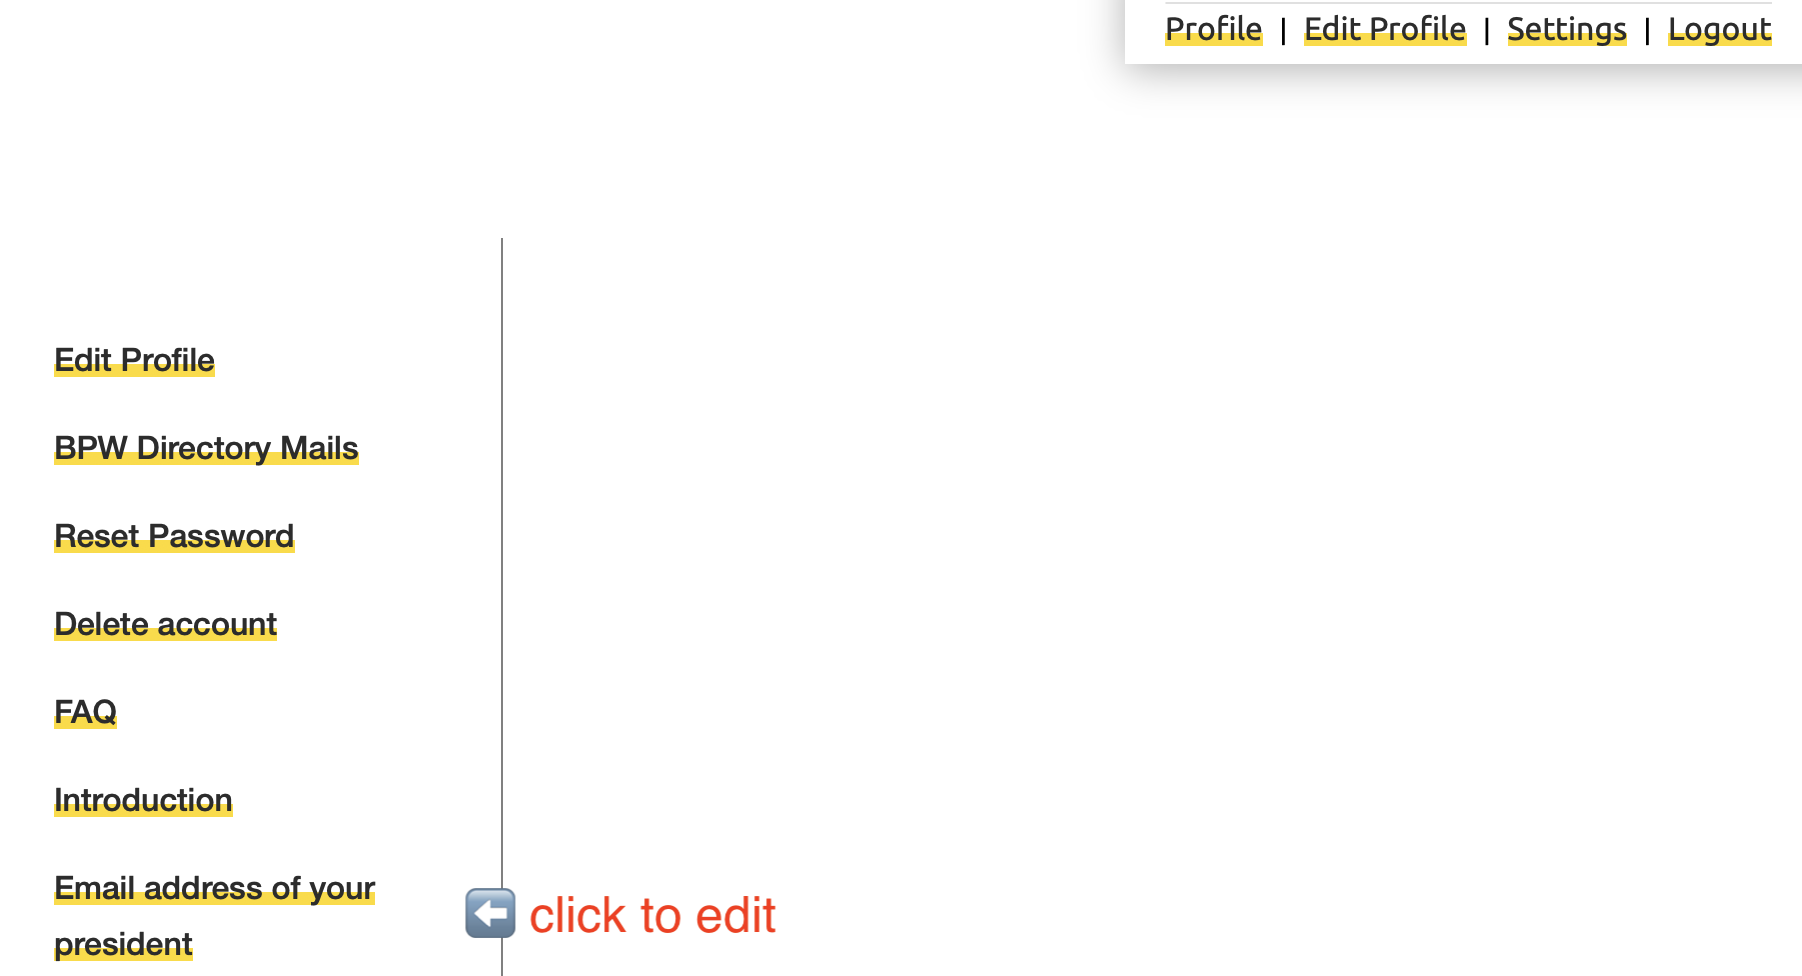 Profile | Edit Profile | Settings | Logout
Edit Profile
BPW Directory Mails
Reset Password
Delete account
FAQ
Introduction
Email address of your
president
click to edit